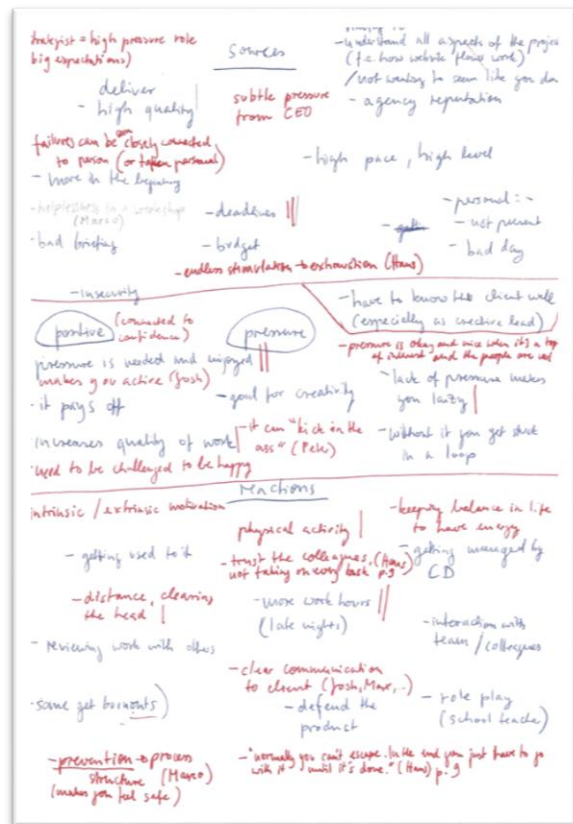 strategist = high pressure role
big expectations)
Sources
- understand all aspects of the projec
(f.e. how website flows work)
/ not wanting to seem like you don
deliver
- high quality
subtle pressure
from CEO
- agency reputation
failures can be closely connected
to person (or taken personal)
- more in the beginning
- high pace, high level
- helplessness in a workshop
(Marco)
- bad briefing
- deadlines
- budget
- personal: -
- not present
- bad day
- endless stimulation → exhaustion (Hans)
- insecurity
- have to know the client well
(especially as creative lead)
positive
(connected to
confidence)
pressure
- pressure is okay and nice when it's a top
of interest and the people are
pressure is needed and enjoyed
makes you active (Josh)
- it pays off
- goal for creativity
- lack of pressure makes
you lazy
increases quality of work
- it can "kick in the
ass" (Pete)
- without it you get stuck
in a loop
- need to be challenged to be happy
reactions
intrinsic / extrinsic motivation
physical activity
- keeping balance in life
to have energy
- getting used to it
- trust the colleagues, (Hans)
not taking on every task p.9
- getting managed by
CD
- distance, clearing
the head
- more work hours
(late nights)
- interaction with
team / colleagues
- reviewing work with others
- clear communication
to client (Josh, Marc, ..)
- some get burnouts)
- defend the
product
- role play
(school teacher)
- prevention → process
structure (Marco)
(makes you feel safe)
- "normally you can't escape. In the end you just have to go
with it until it's done." (Hans) p.9